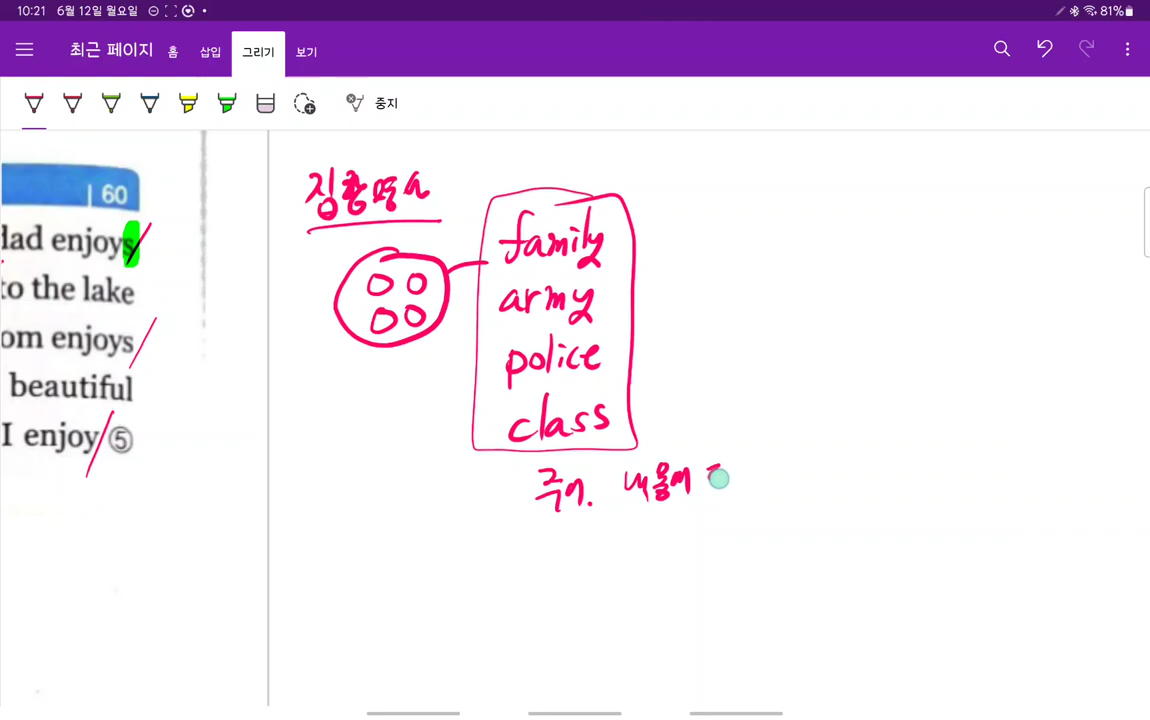 10:21 6월 12일 월요일 81%
최근 페이지 홈 삽입 그리기 보기
중지
60
dad enjoys
to the lake
om enjoys
beautiful
I enjoy ⑤
집합명사
family
army
police
class
주어. 내용에